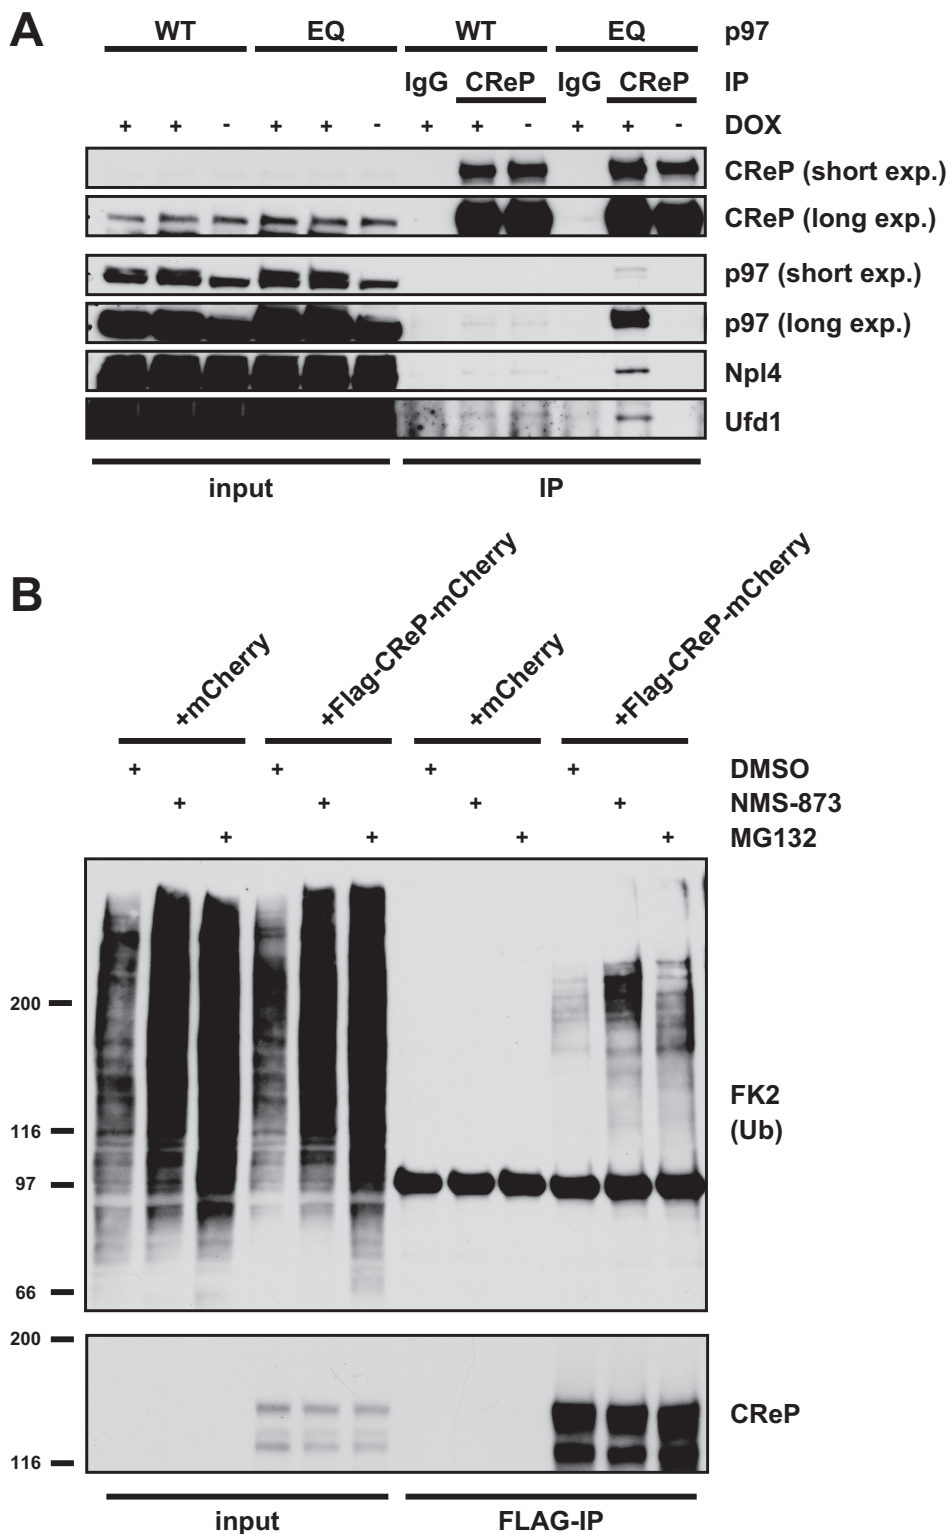 A
WT EQ WT EQ p97
IgG CReP IgG CReP IP
+ + - + + - + + - + + - DOX
CReP (short exp.)
CReP (long exp.)
p97 (short exp.)
p97 (long exp.)
Npl4
Ufd1
input IP
B
+mCherry +Flag-CReP-mCherry +mCherry +Flag-CReP-mCherry
+ + + + DMSO
+ + + + NMS-873
+ + + + MG132
200
116
97
66
FK2
(Ub)
200
116
CReP
input FLAG-IP